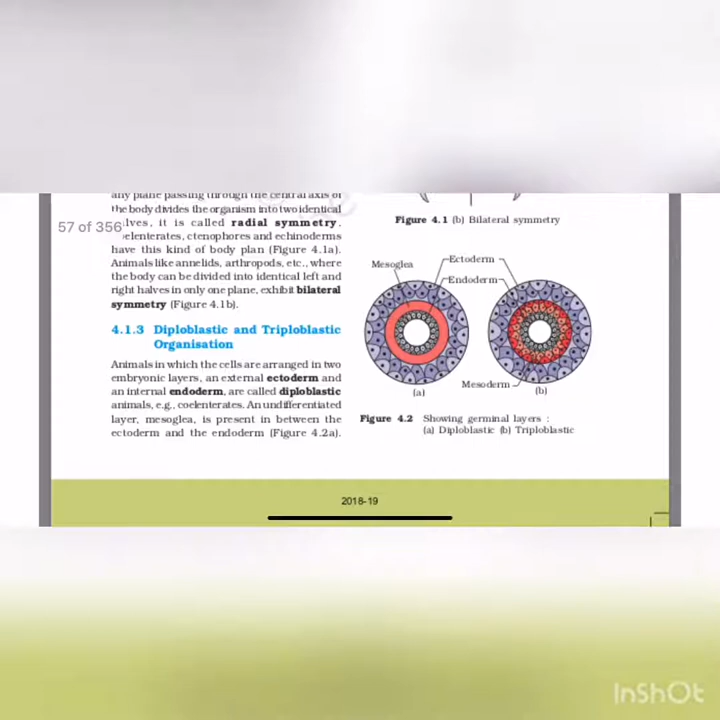 any plane passing through the central axis of
the body divides the organism into two identical
lves, it is called radial symmetry.
elenterates, ctenophores and echinoderms
have this kind of body plan (Figure 4.1a).
Animals like annelids, arthropods, etc., where
the body can be divided into identical left and
right halves in only one plane, exhibit bilateral
symmetry (Figure 4.1b).
57 of 356
4.1.3 Diploblastic and Triploblastic
Organisation
Animals in which the cells are arranged in two
embryonic layers, an external ectoderm and
an internal endoderm, are called diploblastic
animals, e.g., coelenterates. An undifferentiated
layer, mesoglea, is present in between the
ectoderm and the endoderm (Figure 4.2a).
Figure 4.1 (b) Bilateral symmetry
Mesoglea
Ectoderm
Endoderm
Mesoderm
(a)
(b)
Figure 4.2 Showing germinal layers :
(a) Diploblastic (b) Triploblastic
2018-19
InShOt